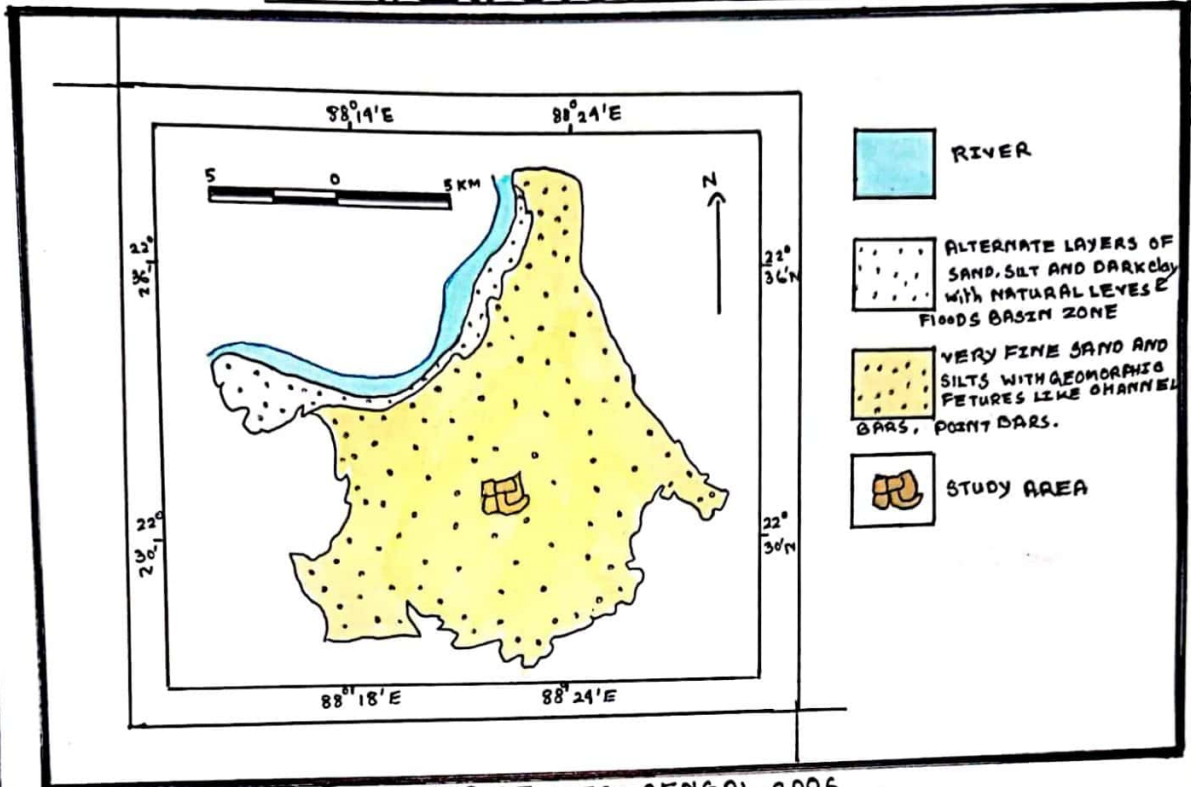 88°19'E 88°24'E
5 0 5 KM
N
22°
36'
22°
36'N
22°
30'
22°
30'N
88°18'E 88°24'E
RIVER
ALTERNATE LAYERS OF
SAND, SILT AND DARK clay
with NATURAL LEVES E
FlooDS BASIN ZONE
VERY FINE SAND AND
SILTS WITH GEOMORPHIC
FETURES LIKE CHANNEL
BARS, POINT BARS.
STUDY AREA
BENGAL 2006